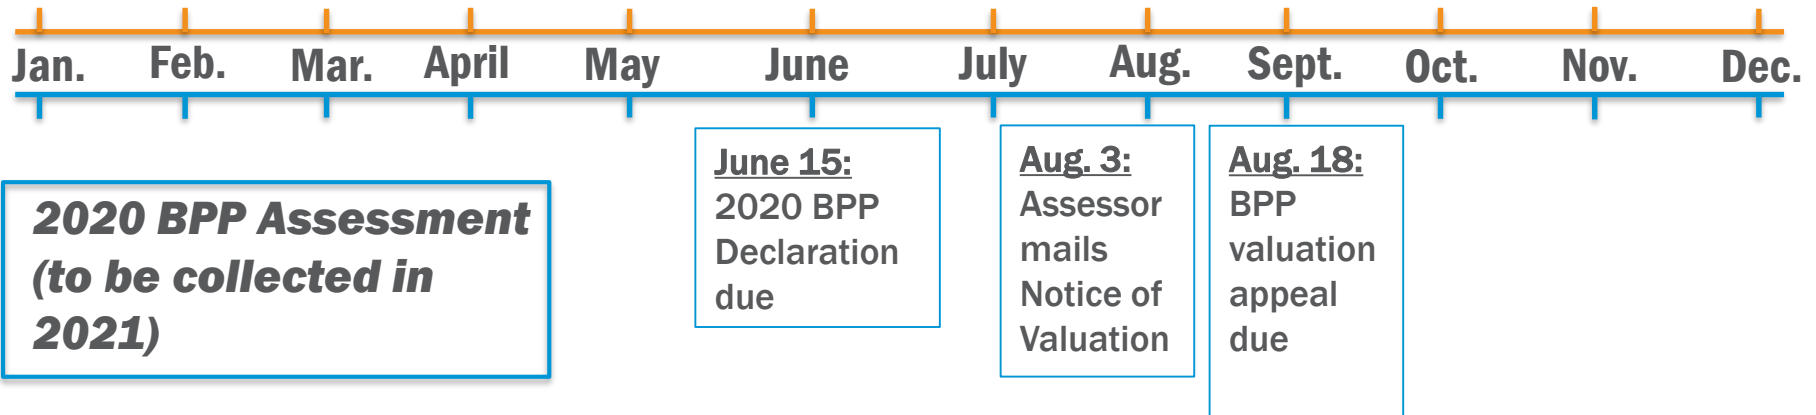 Jan. Feb. Mar. April May June July Aug. Sept. Oct. Nov. Dec.
2020 BPP Assessment
(to be collected in
2021)
June 15:
2020 BPP
Declaration
due
Aug. 3:
Assessor
mails
Notice of
Valuation
Aug. 18:
BPP
valuation
appeal
due